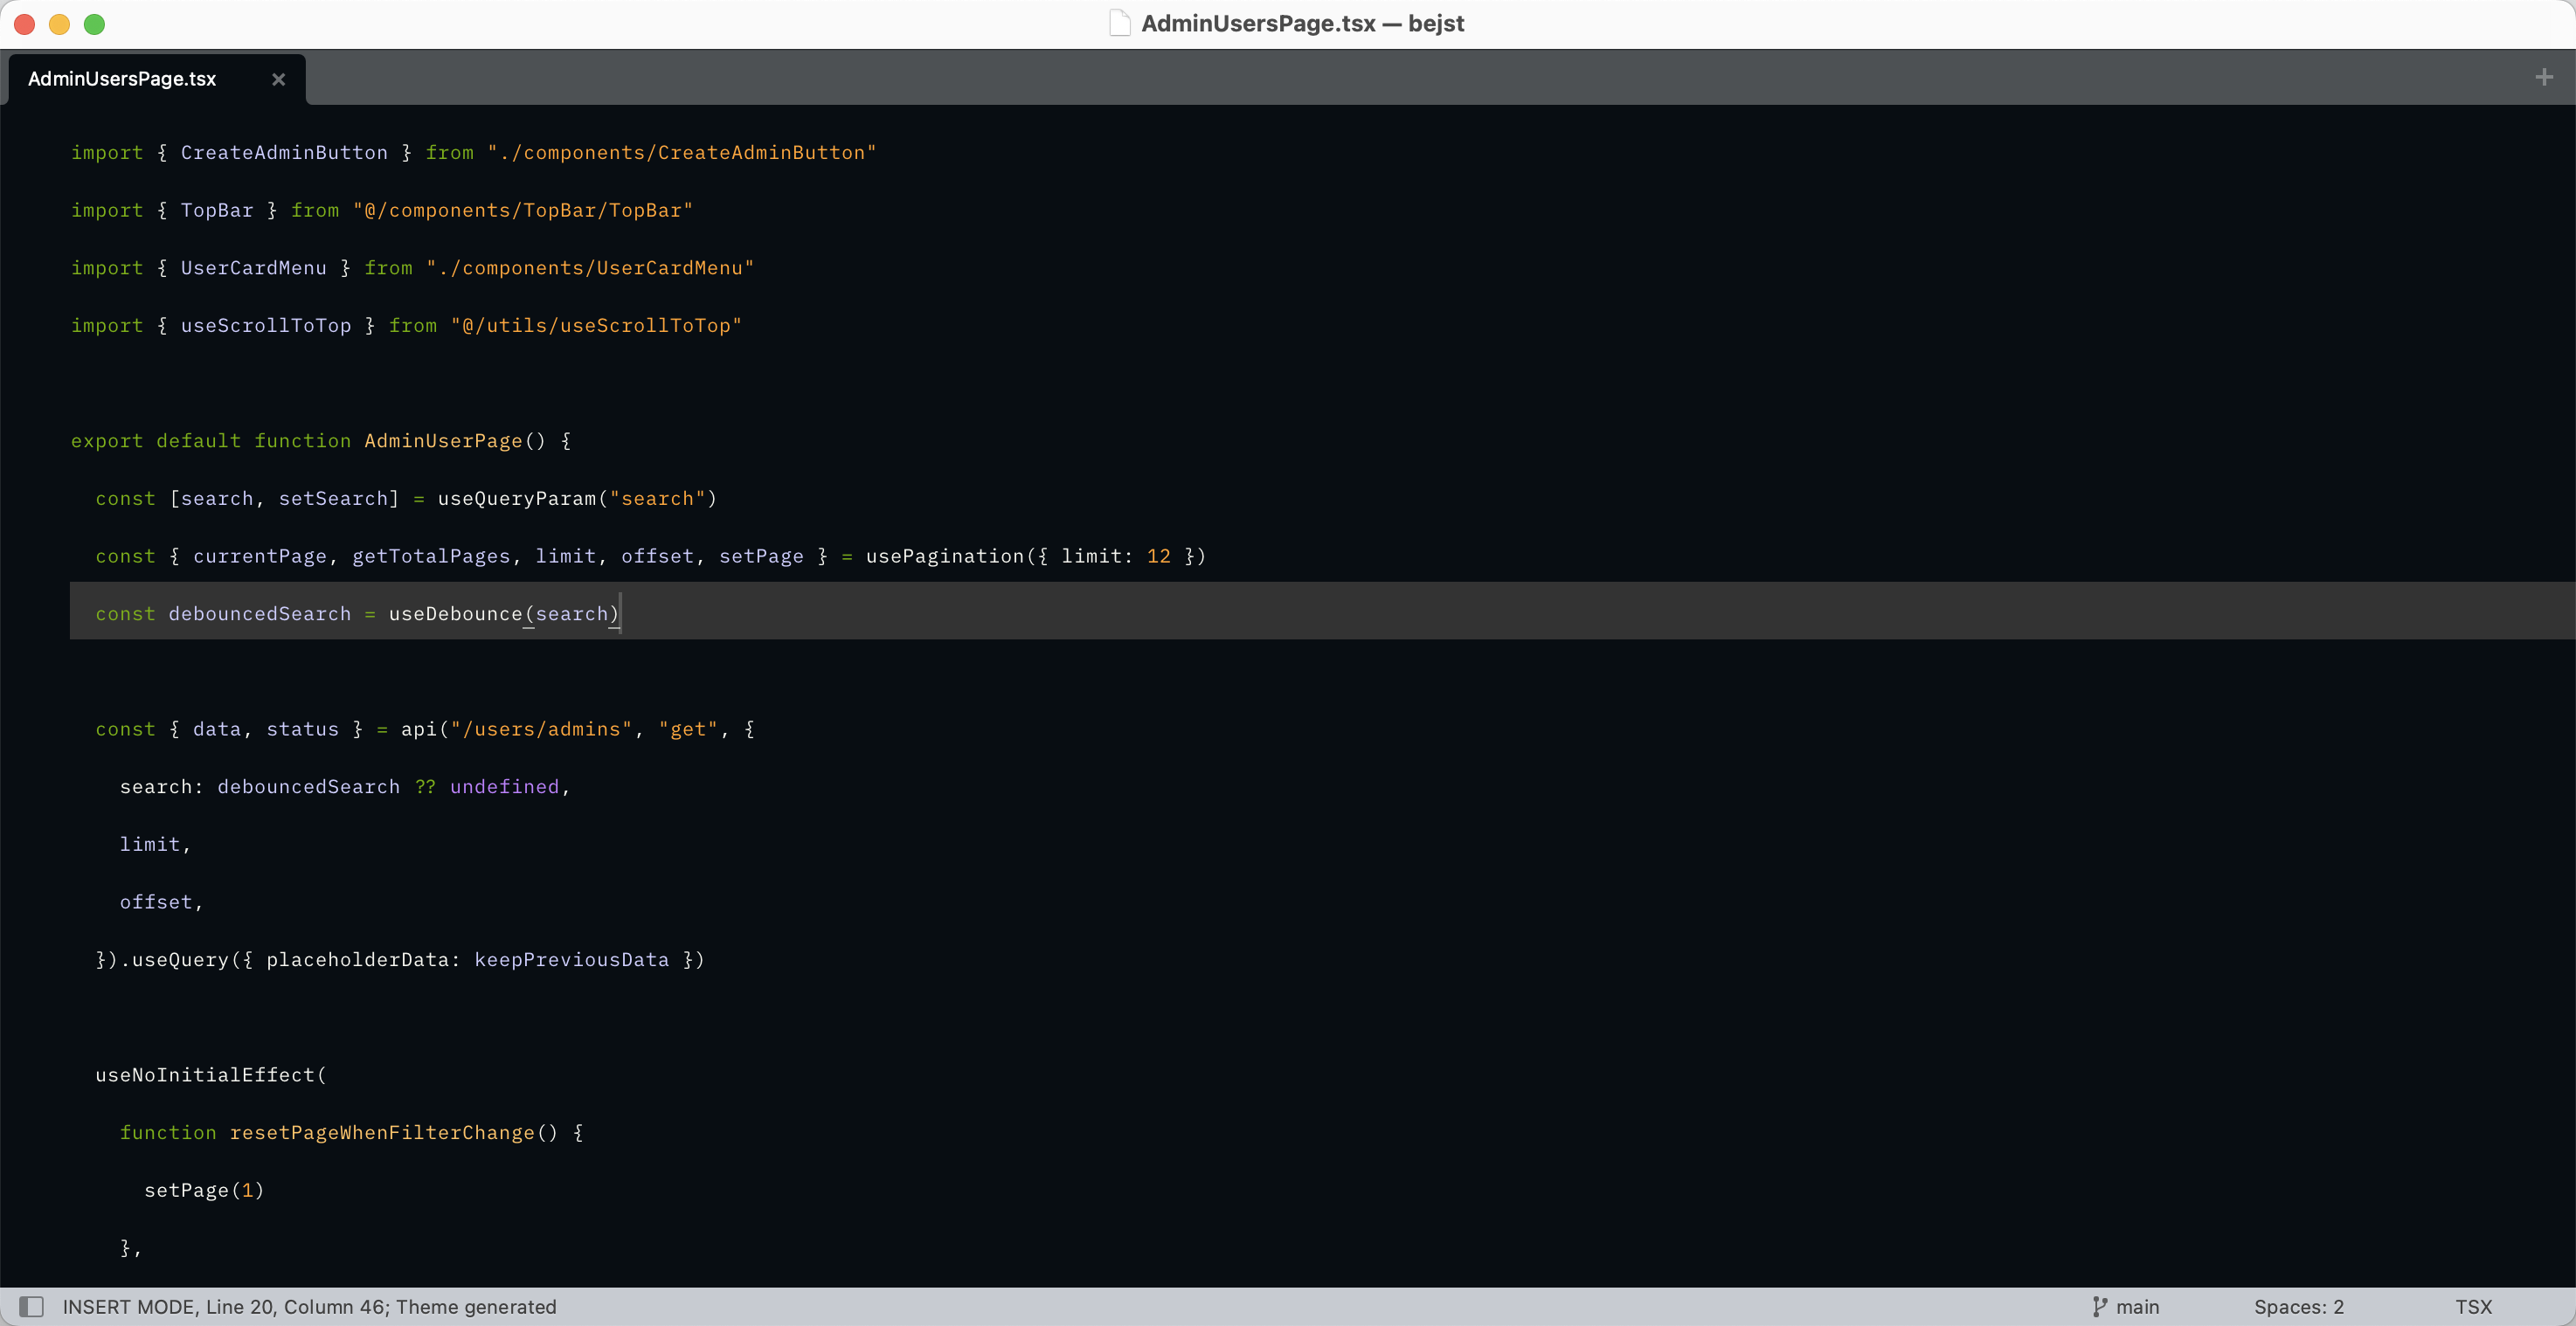 AdminUsersPage.tsx — bejst
AdminUsersPage.tsx
import { CreateAdminButton } from "./components/CreateAdminButton"
import { TopBar } from "@/components/TopBar/TopBar"
import { UserCardMenu } from "./components/UserCardMenu"
import { useScrollToTop } from "@/utils/useScrollToTop"
export default function AdminUserPage() {
  const [search, setSearch] = useQueryParam("search")
  const { currentPage, getTotalPages, limit, offset, setPage } = usePagination({ limit: 12 })
  const debouncedSearch = useDebounce(search)
  const { data, status } = api("/users/admins", "get", {
    search: debouncedSearch ?? undefined,
    limit,
    offset,
  }).useQuery({ placeholderData: keepPreviousData })
  useNoInitialEffect(
    function resetPageWhenFilterChange() {
      setPage(1)
    },
INSERT MODE, Line 20, Column 46; Theme generated
main
Spaces: 2
TSX